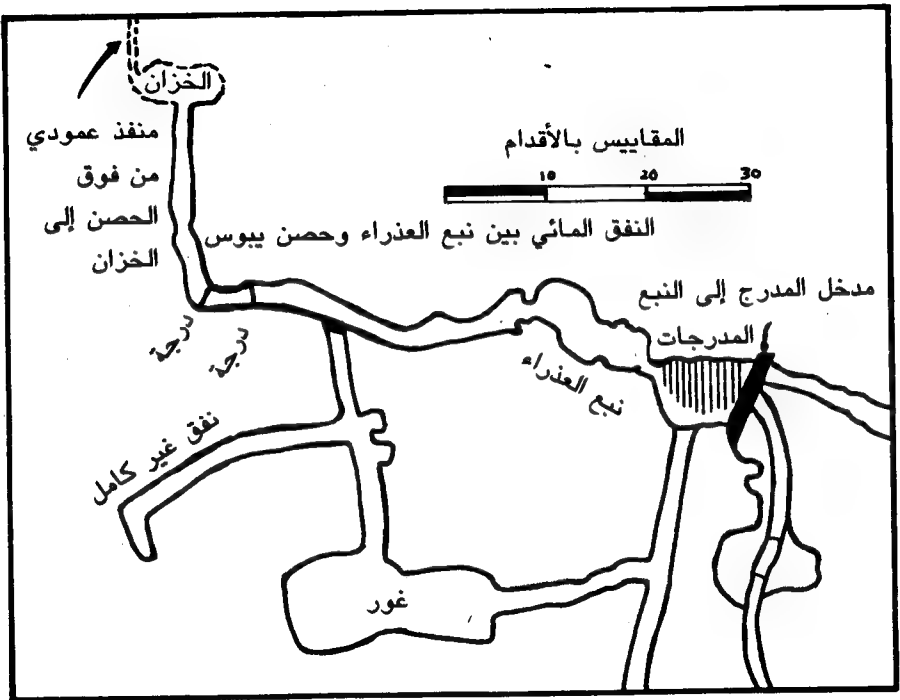 الخزان
منفذ عمودي
من فوق
الحصن إلى
الخزان
المقاييس بالأقدام
10 20 30
النفق المائي بين نبع العذراء وحصن يبوس
مدخل المدرج إلى النبع
المدرجات
درجة
درجة
نبع العذراء
نفق غير كامل
غور